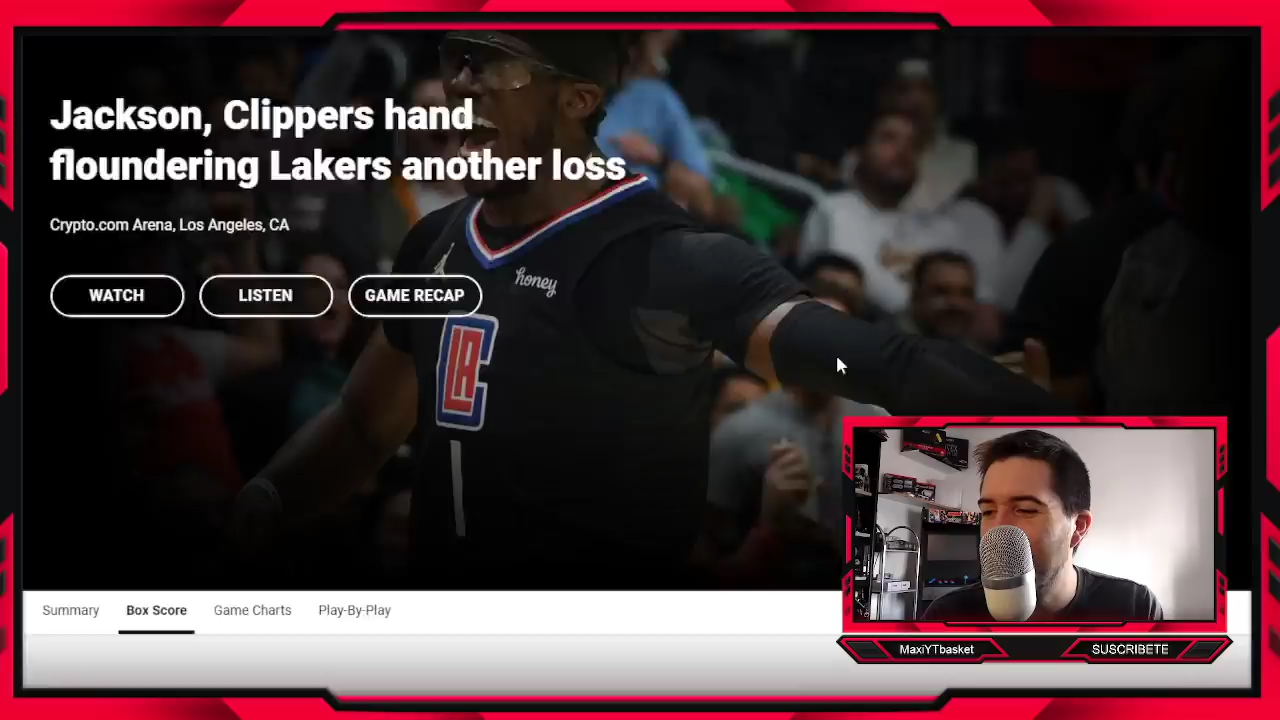 Jackson, Clippers hand
floundering Lakers another loss
Crypto.com Arena, Los Angeles, CA
WATCH
LISTEN
GAME RECAP
honey
LA
Summary
Box Score
Game Charts
Play-By-Play
MaxiYTbasket
SUSCRIBETE